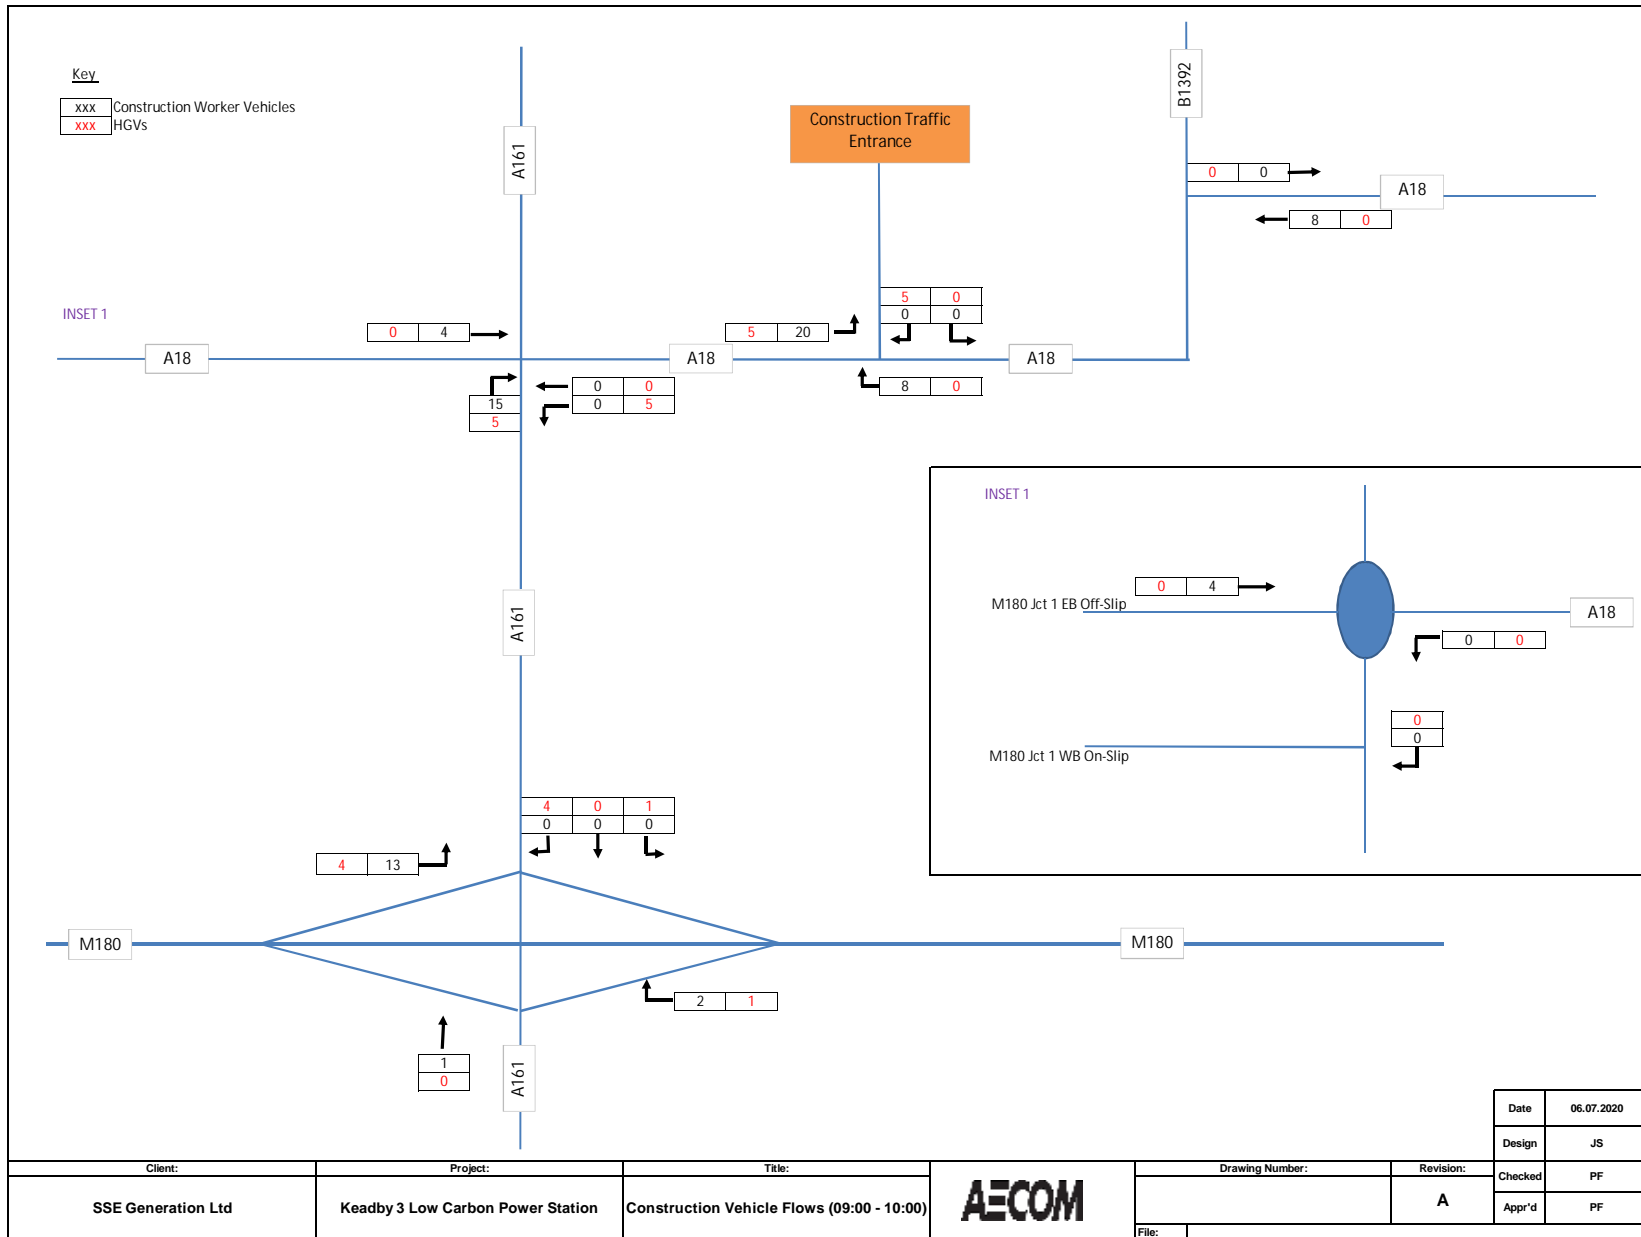 Key
xxx Construction Worker Vehicles
xxx HGVs
A161
Construction Traffic
Entrance
B1392
0 0
A18
8 0
INSET 1
0 4
5 20
5 0
0 0
A18
A18
A18
15
5
0 0
0 5
8 0
INSET 1
0 4
M180 Jct 1 EB Off-Slip
A18
0 0
0
0
M180 Jct 1 WB On-Slip
A161
4 0 1
0 0 0
4 13
M180
M180
2 1
1
0
A161
Date 06.07.2020
Design JS
Checked PF
Appr'd PF
Client:
SSE Generation Ltd
Project:
Keadby 3 Low Carbon Power Station
Title:
Construction Vehicle Flows (09:00 - 10:00)
AECOM
Drawing Number:
Revision:
A
File: